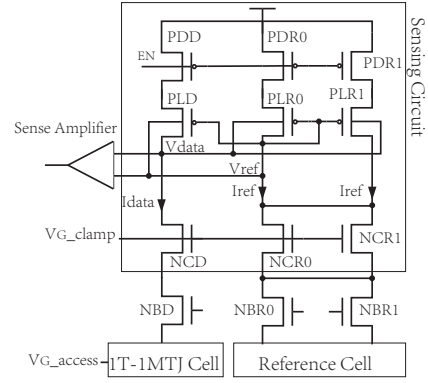 PDD PDR0 PDR1
EN
PLD PLR0 PLR1
Sensing Circuit
Sense Amplifier
Vdata
Vref
Idata Iref Iref
VG_clamp
NCD NCR0 NCR1
NBD NBR0 NBR1
VG_access 1T-1MTJ Cell Reference Cell